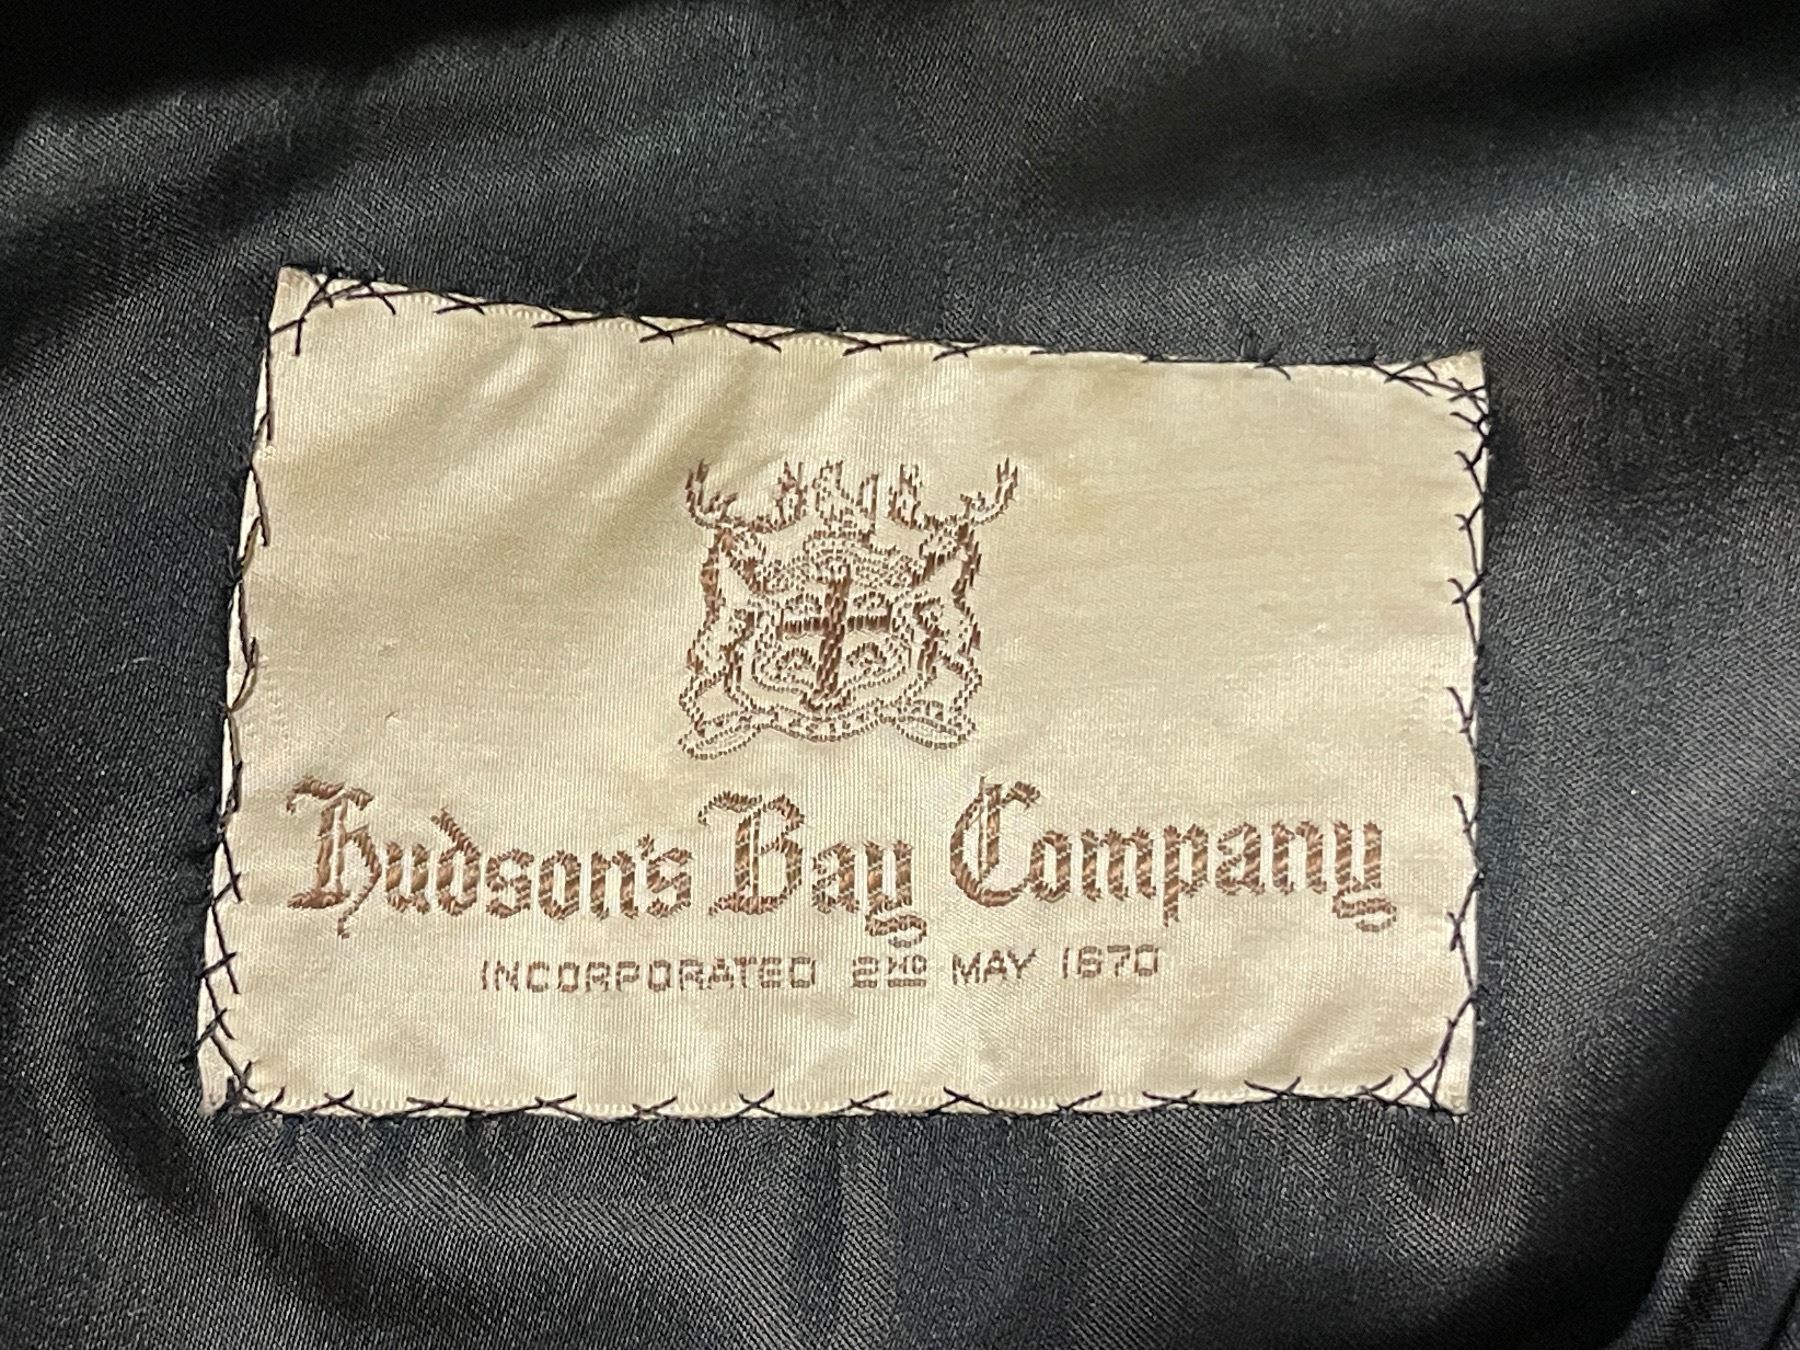 Hudson's Bay Company
INCORPORATED 2ND MAY 1670